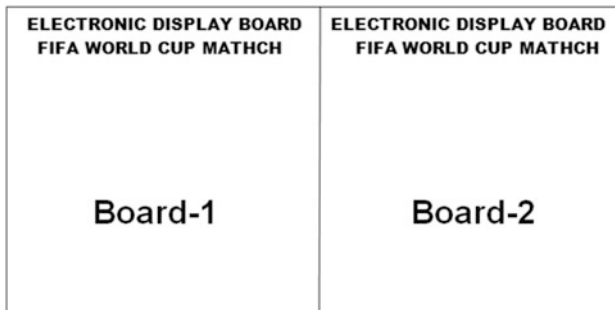 ELECTRONIC DISPLAY BOARD
FIFA WORLD CUP MATHCH
Board-1
ELECTRONIC DISPLAY BOARD
FIFA WORLD CUP MATHCH
Board-2